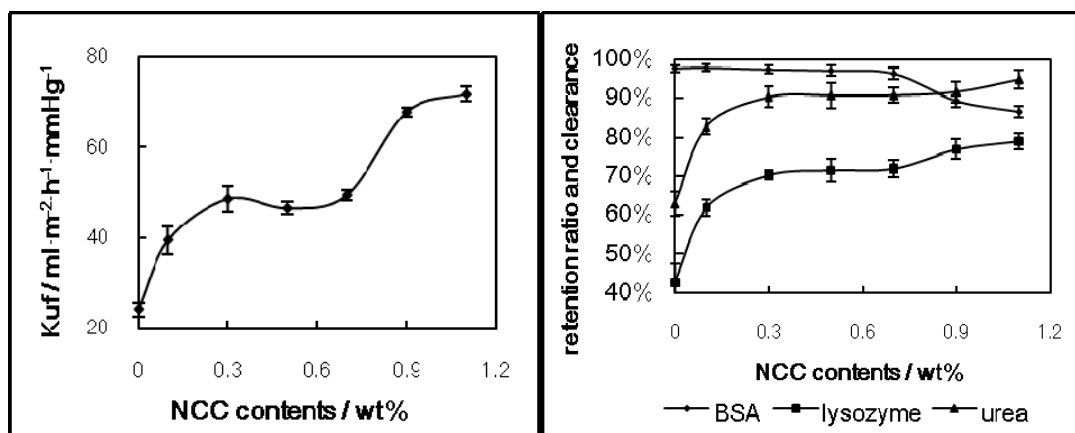 80
60
40
20
0 0.3 0.6 0.9 1.2
Kuf / ml·m⁻²·h⁻¹·mmHg⁻¹
NCC contents / wt%
100%
90%
80%
70%
60%
50%
40%
0 0.3 0.6 0.9 1.2
retention ratio and clearance
NCC contents / wt%
BSA lysozyme urea